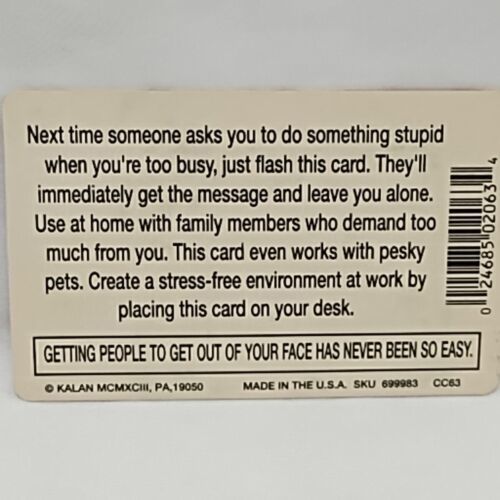 Next time someone asks you to do something stupid
when you're too busy, just flash this card. They'll
immediately get the message and leave you alone.
Use at home with family members who demand too
much from you. This card even works with pesky
pets. Create a stress-free environment at work by
placing this card on your desk.
GETTING PEOPLE TO GET OUT OF YOUR FACE HAS NEVER BEEN SO EASY.
© KALAN MCMXCIII, PA,19050 MADE IN THE U.S.A. SKU 699983 CC63
0 24685 02063 4